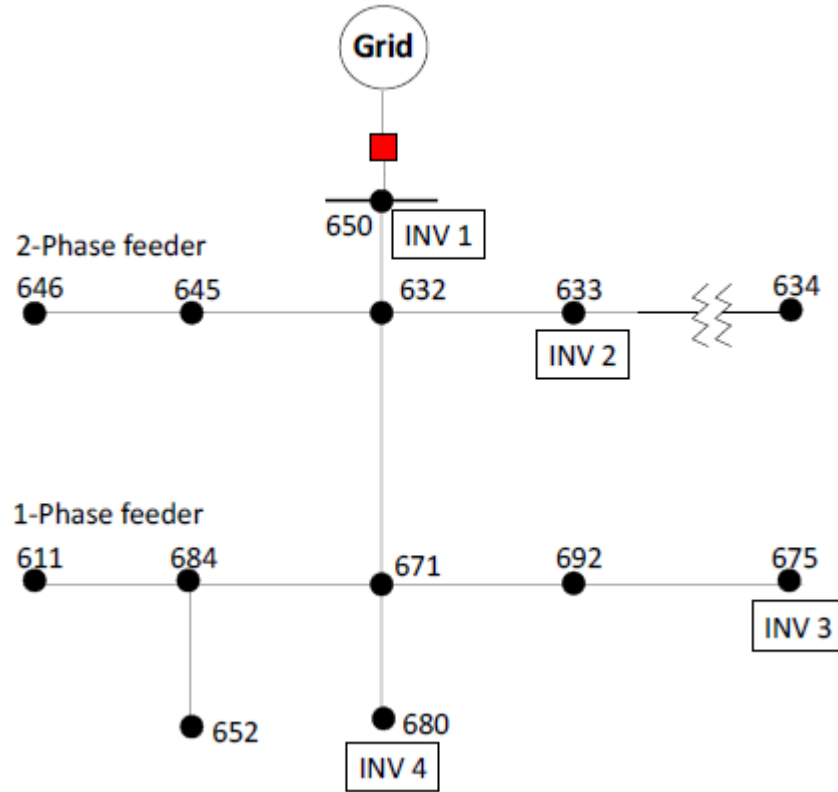 Grid
650
INV 1
2-Phase feeder
646
645
632
633
634
INV 2
1-Phase feeder
611
684
671
692
675
INV 3
652
680
INV 4